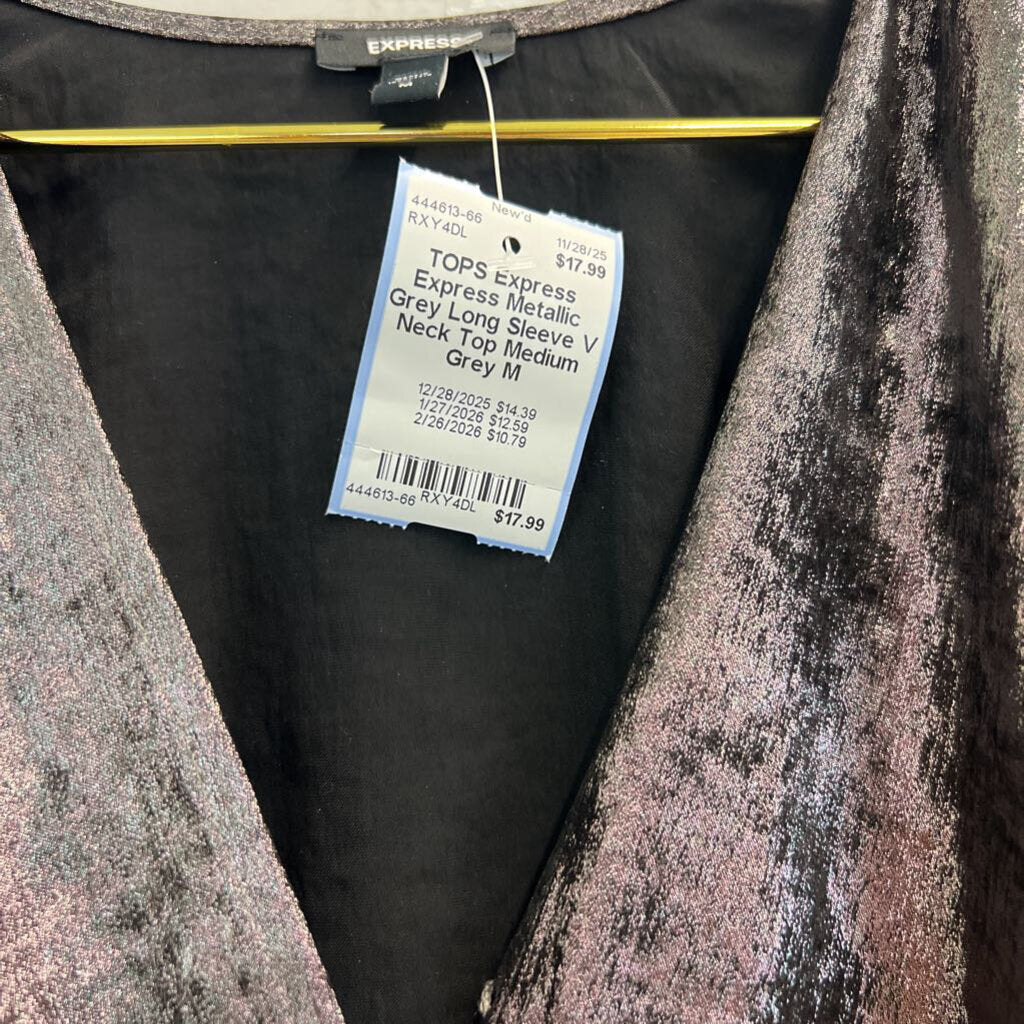 EXPRESS
444613-66
New'd
11/28/25
RXY4DL
$17.99
TOPS Express
Express Metallic
Grey Long Sleeve V
Neck Top Medium
Grey M
12/28/2025 $14.39
1/27/2026 $12.59
2/26/2026 $10.79
444613-66 RXY4DL $17.99